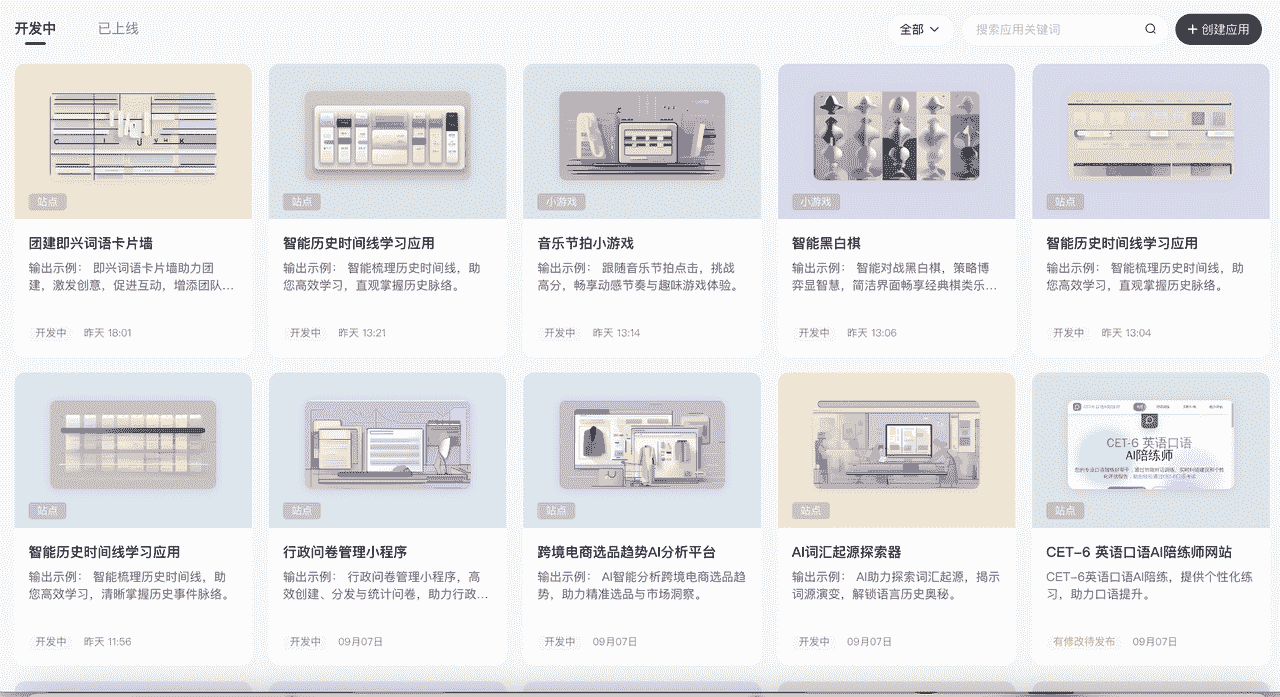 开发中
已上线
全部
搜索应用关键词
+ 创建应用
站点
站点
小游戏
小游戏
站点
团建即兴词语卡片墙
智能历史时间线学习应用
音乐节拍小游戏
智能黑白棋
智能历史时间线学习应用
输出示例： 即兴词语卡片墙助力团
建，激发创意，促进互动，增添团队…
输出示例： 智能梳理历史时间线，助
您高效学习，直观掌握历史脉络。
输出示例： 跟随音乐节拍点击，挑战
高分，畅享动感节奏与趣味游戏体验。
输出示例： 智能对战黑白棋，策略博
弈显智慧，简洁界面畅享经典棋类乐…
输出示例： 智能梳理历史时间线，助
您高效学习，直观掌握历史脉络。
开发中 昨天 18:01
开发中 昨天 13:21
开发中 昨天 13:14
开发中 昨天 13:06
开发中 昨天 13:04
CET-6 英语口语
AI陪练师
站点
站点
站点
站点
站点
智能历史时间线学习应用
行政问卷管理小程序
跨境电商选品趋势AI分析平台
AI词汇起源探索器
CET-6 英语口语AI陪练师网站
输出示例： 智能梳理历史时间线，助
您高效学习，清晰掌握历史事件脉络。
输出示例： 行政问卷管理小程序，高
效创建、分发与统计问卷，助力行政…
输出示例： AI智能分析跨境电商选品趋
势，助力精准选品与市场洞察。
输出示例： AI助力探索词汇起源，揭示
词源演变，解锁语言历史奥秘。
CET-6英语口语AI陪练，提供个性化练
习，助力口语提升。
开发中 昨天 11:56
开发中 09月07日
开发中 09月07日
开发中 09月07日
有修改待发布 09月07日